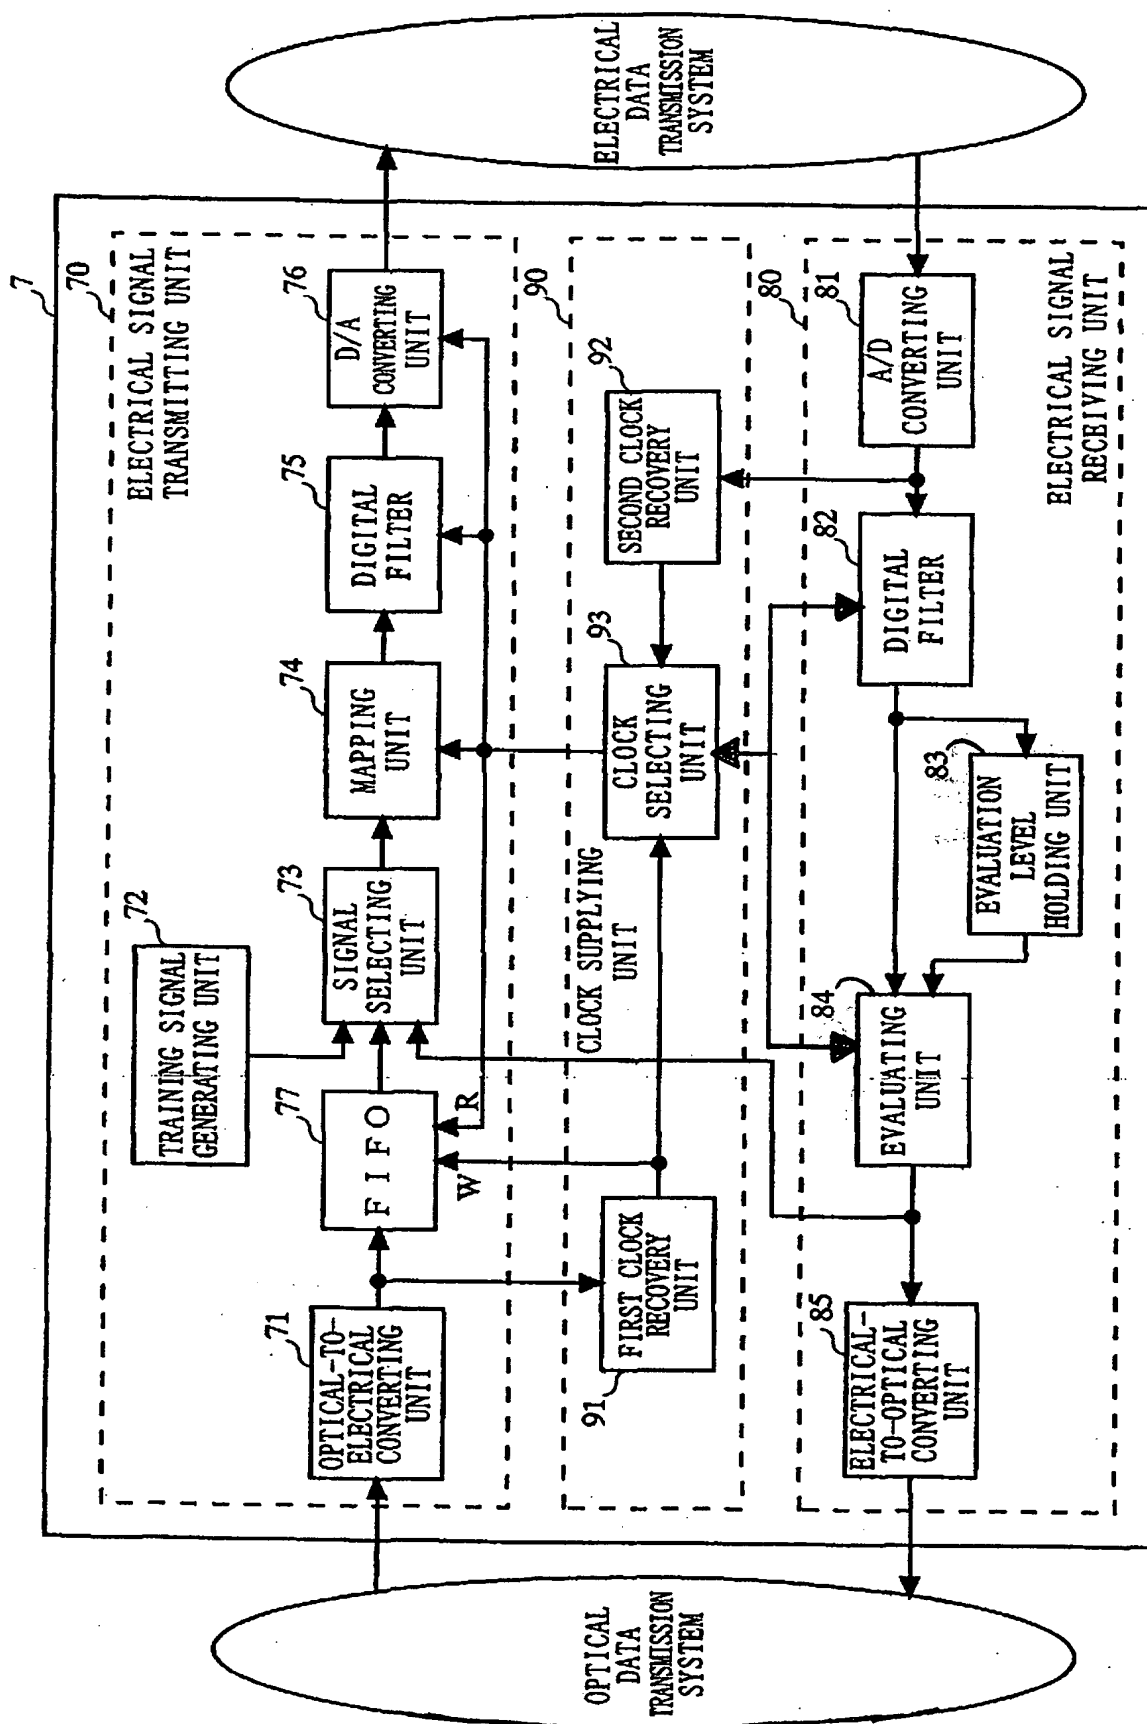 7
70
ELECTRICAL SIGNAL
TRANSMITTING UNIT
OPTICAL
DATA
TRANSMISSION
SYSTEM
71
OPTICAL-TO-
ELECTRICAL
CONVERTING
UNIT
72
TRAINING SIGNAL
GENERATING UNIT
77
FIFO
W
R
73
SIGNAL
SELECTING
UNIT
74
MAPPING
UNIT
75
DIGITAL
FILTER
76
D/A
CONVERTING
UNIT
ELECTRICAL
DATA
TRANSMISSION
SYSTEM
90
CLOCK SUPPLYING
UNIT
91
FIRST CLOCK
RECOVERY
UNIT
93
CLOCK
SELECTING
UNIT
92
SECOND CLOCK
RECOVERY
UNIT
80
85
ELECTRICAL-
TO-OPTICAL
CONVERTING
UNIT
84
EVALUATING
UNIT
83
EVALUATION
LEVEL
HOLDING UNIT
82
DIGITAL
FILTER
81
A/D
CONVERTING
UNIT
ELECTRICAL SIGNAL
RECEIVING UNIT